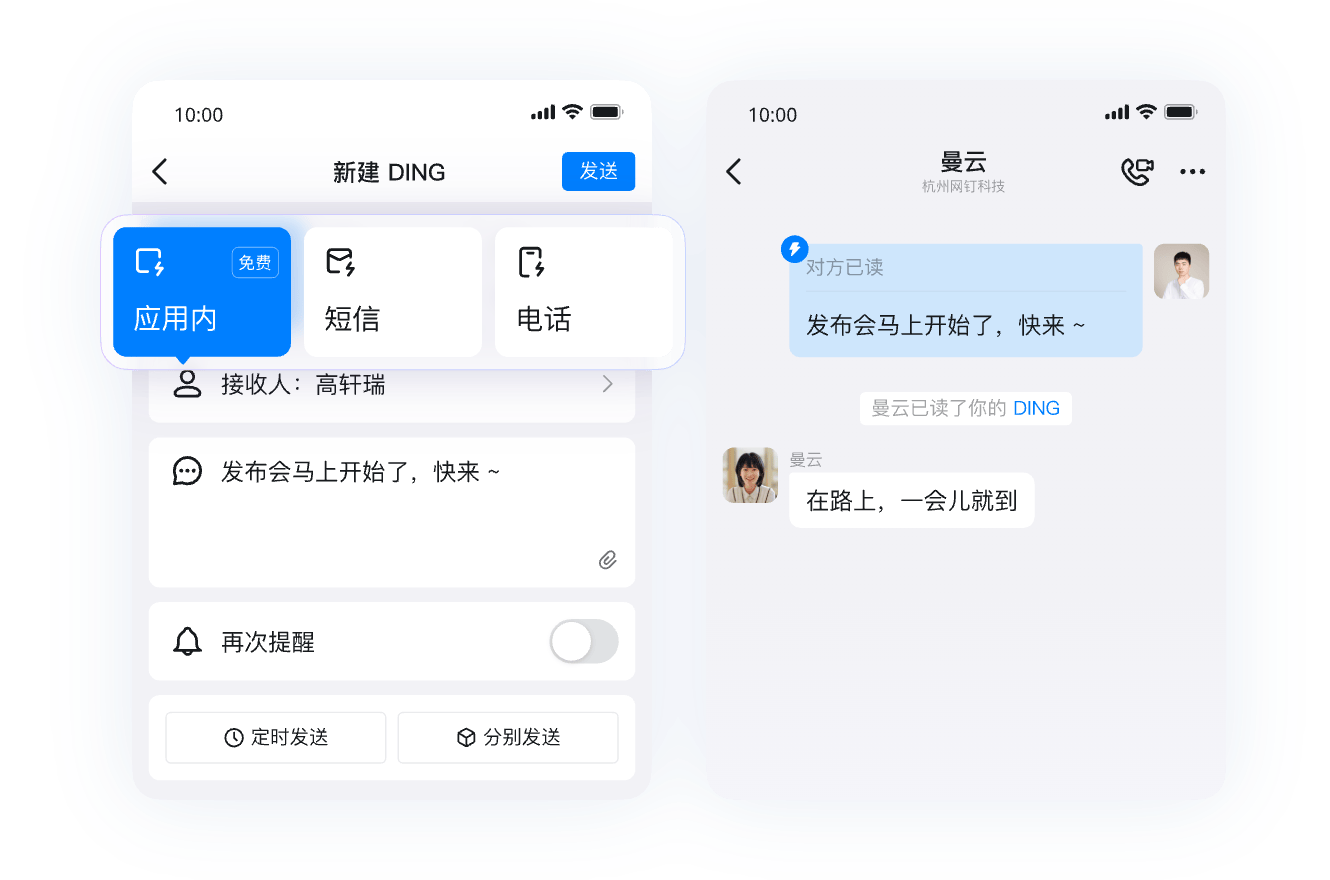 10:00
新建 DING
发送
免费
应用内
短信
电话
接收人：高轩瑞
发布会马上开始了，快来 ~
再次提醒
定时发送
分别发送
10:00
曼云
杭州网钉科技
对方已读
发布会马上开始了，快来 ~
曼云已读了你的 DING
曼云
在路上，一会儿就到